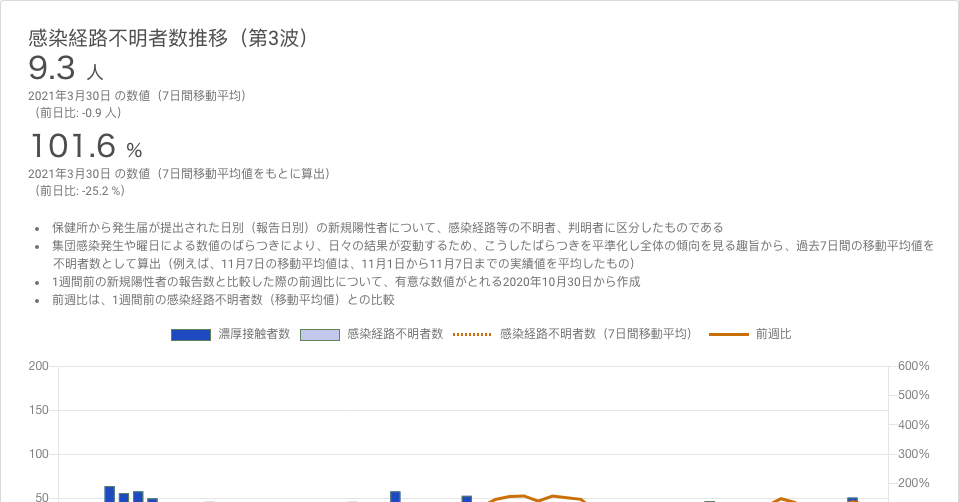 感染経路不明者数推移（第3波）
9.3 人
2021年3月30日 の数値（7日間移動平均）
（前日比: -0.9 人）
101.6 %
2021年3月30日 の数値（7日間移動平均値をもとに算出）
（前日比: -25.2 %）
• 保健所から発生届が提出された日別（報告日別）の新規陽性者について、感染経路等の不明者、判明者に区分したものである
• 集団感染発生や曜日による数値のばらつきにより、日々の結果が変動するため、こうしたばらつきを平準化し全体の傾向を見る趣旨から、過去7日間の移動平均値を
不明者数として算出（例えば、11月7日の移動平均値は、11月1日から11月7日までの実績値を平均したもの）
• 1週間前の新規陽性者の報告数と比較した際の前週比について、有意な数値がとれる2020年10月30日から作成
• 前週比は、1週間前の感染経路不明者数（移動平均値）との比較
濃厚接触者数 感染経路不明者数 感染経路不明者数（7日間移動平均） 前週比
200 600%
500%
150
400%
100 300%
200%
50